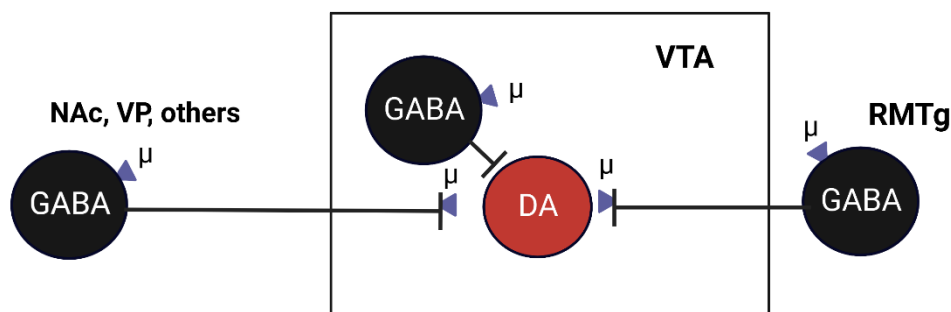 VTA
GABA
μ
NAc, VP, others
μ
GABA
μ
DA
μ
μ
RMTg
GABA